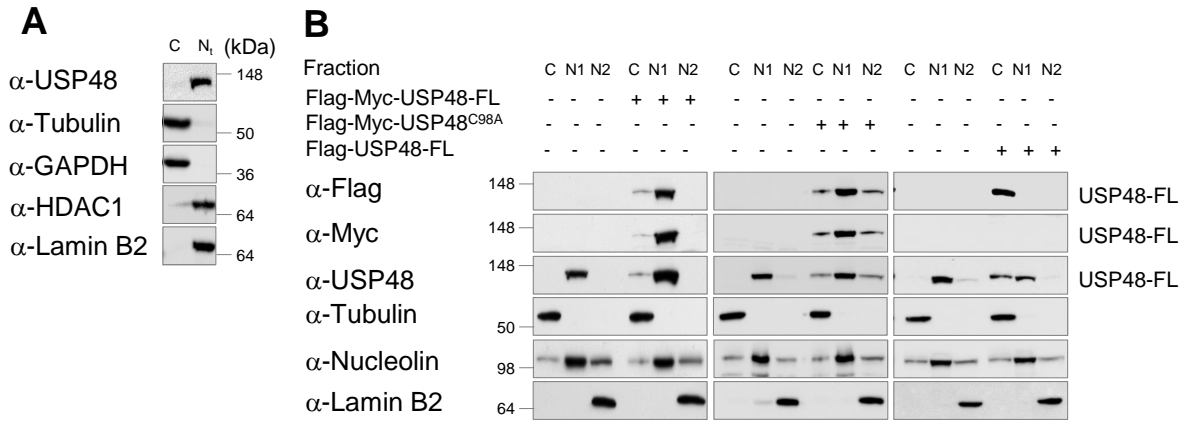 A
C Nt (kDa)
α-USP48 148
α-Tubulin 50
α-GAPDH 36
α-HDAC1 64
α-Lamin B2 64
B
Fraction C N1 N2 C N1 N2 C N1 N2 C N1 N2 C N1 N2 C N1 N2
Flag-Myc-USP48-FL - - - + + + - - - - - - - - - - - -
Flag-Myc-USP48C98A - - - - - - - - - + + + - - - - - -
Flag-USP48-FL - - - - - - - - - - - - - - - + + +
α-Flag 148 USP48-FL
α-Myc 148 USP48-FL
α-USP48 148 USP48-FL
α-Tubulin 50
α-Nucleolin 98
α-Lamin B2 64